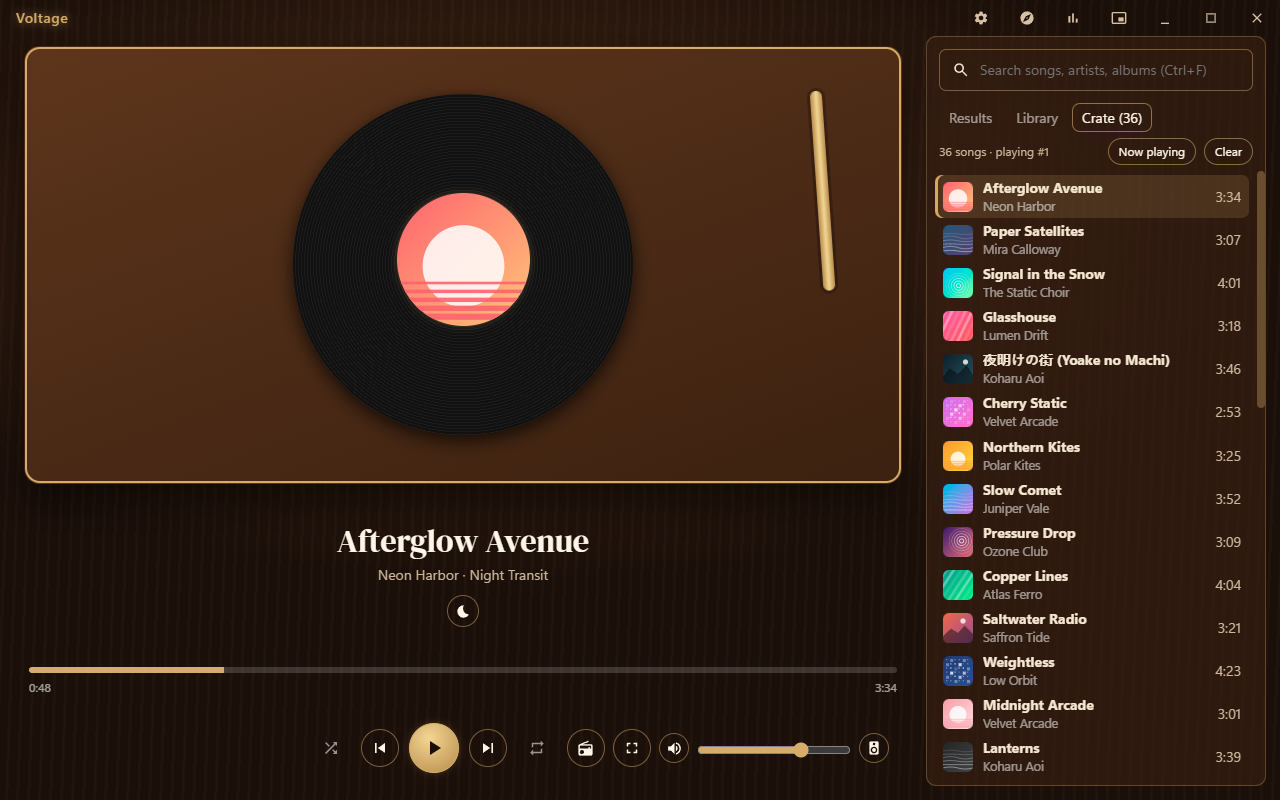 Voltage
Search songs, artists, albums (Ctrl+F)
Results Library Crate (36)
36 songs · playing #1 Now playing Clear
Afterglow Avenue
Neon Harbor
3:34
Paper Satellites
Mira Calloway
3:07
Signal in the Snow
The Static Choir
4:01
Glasshouse
Lumen Drift
3:18
夜明けの街 (Yoake no Machi)
Koharu Aoi
3:46
Cherry Static
Velvet Arcade
2:53
Northern Kites
Polar Kites
3:25
Slow Comet
Juniper Vale
3:52
Pressure Drop
Ozone Club
3:09
Copper Lines
Atlas Ferro
4:04
Saltwater Radio
Saffron Tide
3:21
Weightless
Low Orbit
4:23
Midnight Arcade
Velvet Arcade
3:01
Lanterns
Koharu Aoi
3:39
Afterglow Avenue
Neon Harbor · Night Transit
0:48 3:34